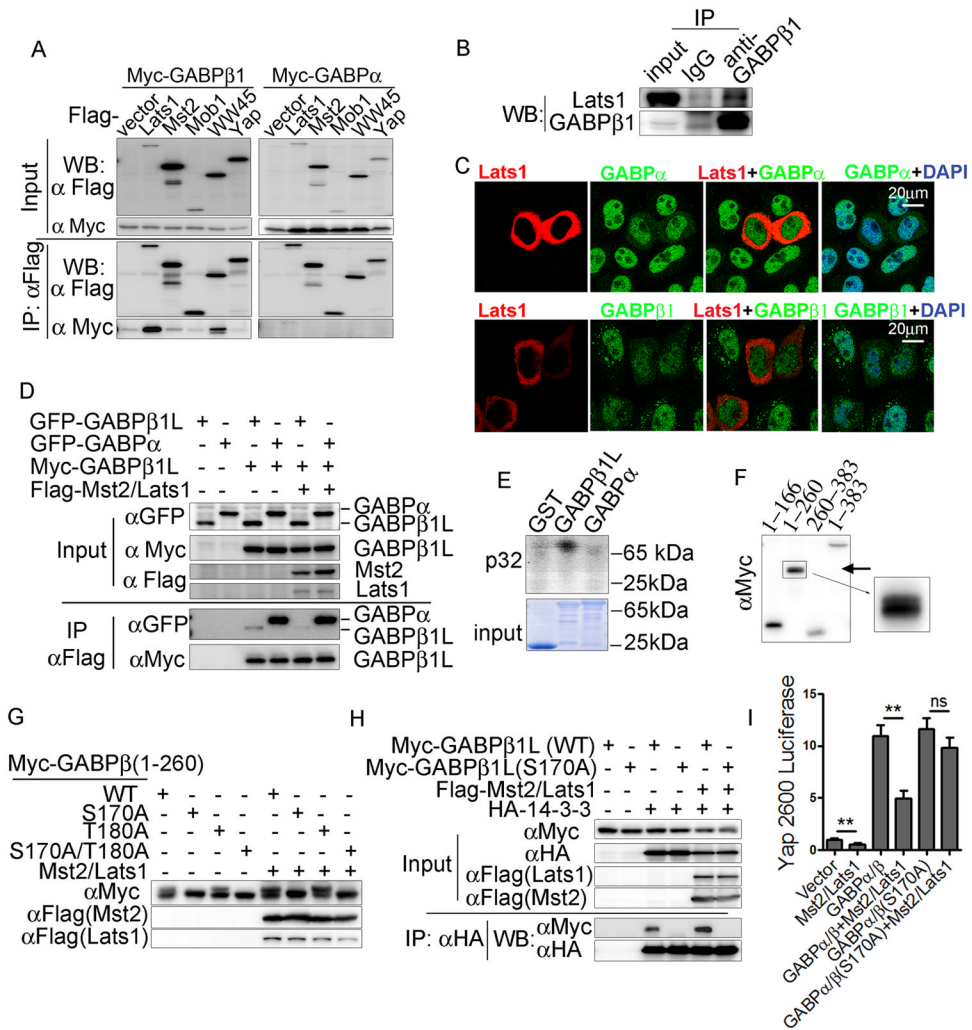 A
Myc-GABPβ1 Myc-GABPα
Flag- vector Lats1 Mst2 Mob1 WW45 Yap vector Lats1 Mst2 Mob1 WW45 Yap
Input
WB:
α Flag
α Myc
IP: αFlag
WB:
α Flag
α Myc
B
IP
input IgG anti-GABPβ1
WB: Lats1
GABPβ1
C
Lats1 GABPα Lats1+GABPα GABPα+DAPI
20μm
Lats1 GABPβ1 Lats1+GABPβ1 GABPβ1+DAPI
20μm
D
GFP-GABPβ1L + - + - + -
GFP-GABPα - + - + - +
Myc-GABPβ1L - - + + + +
Flag-Mst2/Lats1 - - - - + +
Input
αGFP GABPα
GABPβ1L
α Myc GABPβ1L
α Flag Mst2
Lats1
IP
αFlag
αGFP GABPα
GABPβ1L
αMyc GABPβ1L
E
GST GABPβ1L GABPα
p32
-65 kDa
-25kDa
input
-65kDa
-25kDa
F
1-166 1-260 260-383 1-383
αMyc
G
Myc-GABPβ(1-260)
WT + +
S170A + +
T180A + +
S170A/T180A + +
Mst2/Lats1 - - - - + + + +
αMyc
αFlag(Mst2)
αFlag(Lats1)
H
Myc-GABPβ1L (WT) + - + - + -
Myc-GABPβ1L(S170A) - + - + - +
Flag-Mst2/Lats1 - - - - + +
HA-14-3-3 - - + + + +
Input
αMyc
αHA
αFlag(Lats1)
αFlag(Mst2)
IP: αHA WB: αMyc
αHA
I
Yap 2600 Luciferase
15
10
5
0
** ** ns
Vector
Mst2/Lats1
GABPα/β
GABPα/β+Mst2/Lats1
GABPα/β(S170A)
GABPα/β(S170A)+Mst2/Lats1